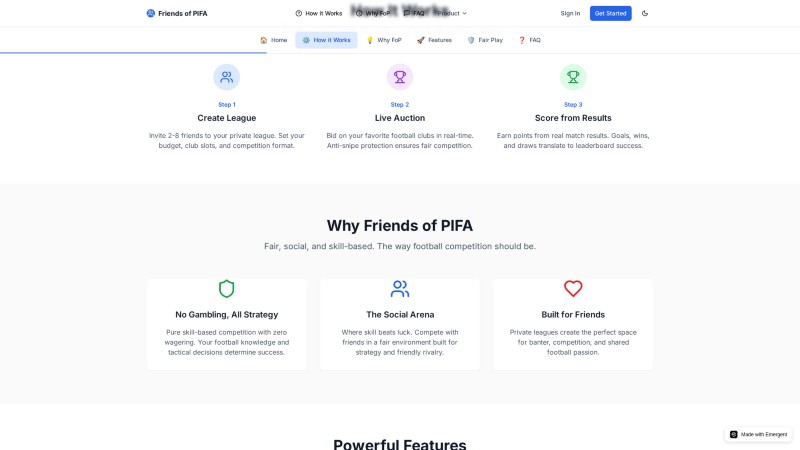 Friends of PIFA
How it Works
Why FoP
FAQ
Product
How It Works
Sign In
Get Started
🏠 Home
⚙️ How it Works
💡 Why FoP
🚀 Features
🛡️ Fair Play
❓ FAQ
Step 1
Create League
Invite 2-8 friends to your private league. Set your
budget, club slots, and competition format.
Step 2
Live Auction
Bid on your favorite football clubs in real-time.
Anti-snipe protection ensures fair competition.
Step 3
Score from Results
Earn points from real match results. Goals, wins,
and draws translate to leaderboard success.
Why Friends of PIFA
Fair, social, and skill-based. The way football competition should be.
No Gambling, All Strategy
Pure skill-based competition with zero
wagering. Your football knowledge and
tactical decisions determine success.
The Social Arena
Where skill beats luck. Compete with
friends in a fair environment built for
strategy and friendly rivalry.
Built for Friends
Private leagues create the perfect space
for banter, competition, and shared
football passion.
Powerful Features
Made with Emergent